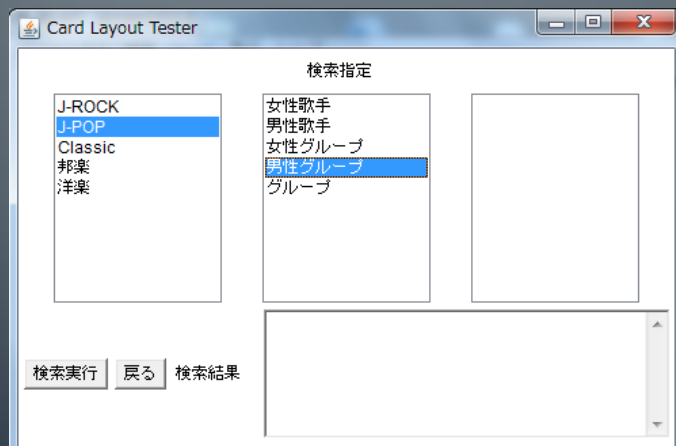 Card Layout Tester
検索指定
J-ROCK
J-POP
Classic
邦楽
洋楽
女性歌手
男性歌手
女性グループ
男性グループ
グループ
検索実行
戻る
検索結果